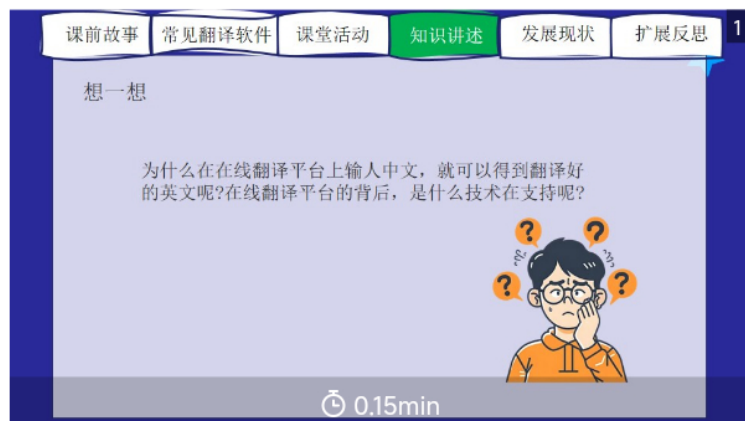 课前故事 常见翻译软件 课堂活动 知识讲述 发展现状 扩展反思 1
想一想
为什么在在线翻译平台上输人中文，就可以得到翻译好
的英文呢?在线翻译平台的背后，是什么技术在支持呢?
? ?
? ?
0.15min